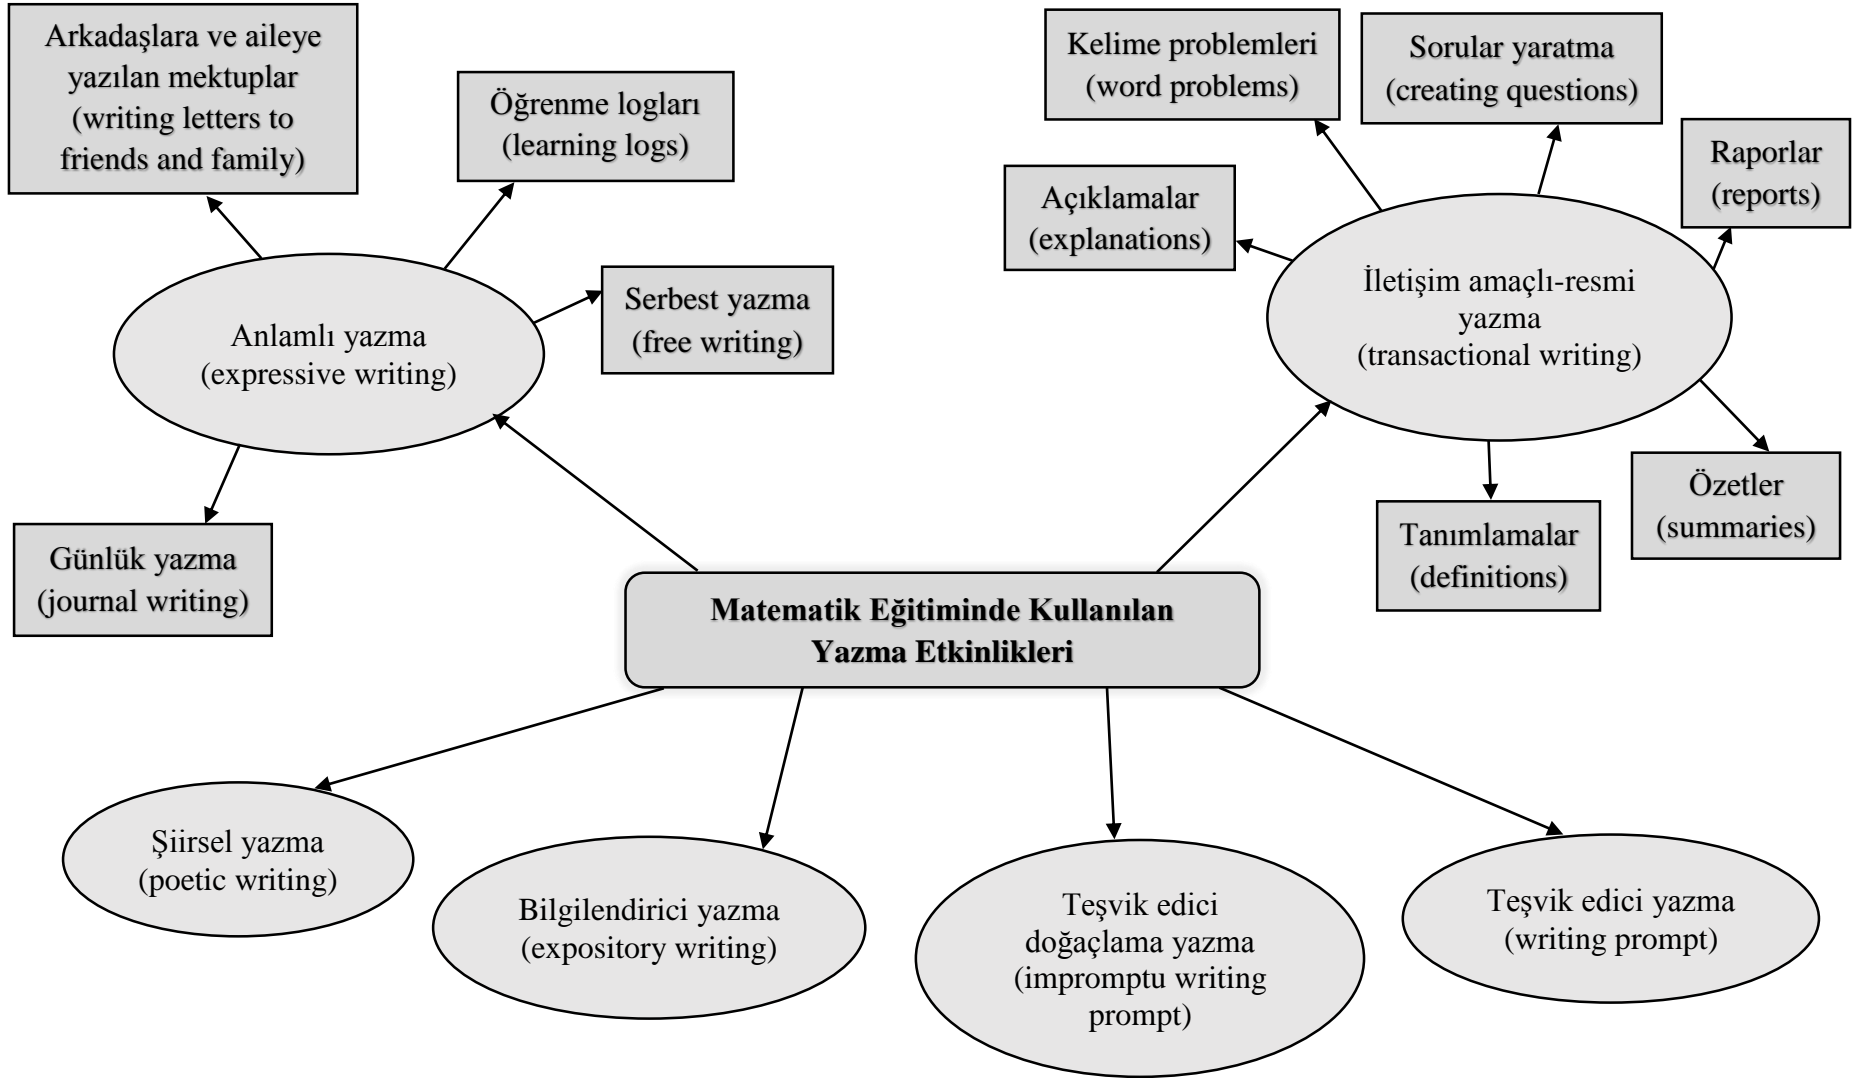 Arkadaşlara ve aileye
yazılan mektuplar
(writing letters to
friends and family)
Öğrenme logları
(learning logs)
Serbest yazma
(free writing)
Anlamlı yazma
(expressive writing)
Günlük yazma
(journal writing)
Kelime problemleri
(word problems)
Sorular yaratma
(creating questions)
Raporlar
(reports)
Açıklamalar
(explanations)
İletişim amaçlı-resmi
yazma
(transactional writing)
Özetler
(summaries)
Tanımlamalar
(definitions)
Matematik Eğitiminde Kullanılan
Yazma Etkinlikleri
Şiirsel yazma
(poetic writing)
Bilgilendirici yazma
(expository writing)
Teşvik edici
doğaçlama yazma
(impromptu writing
prompt)
Teşvik edici yazma
(writing prompt)